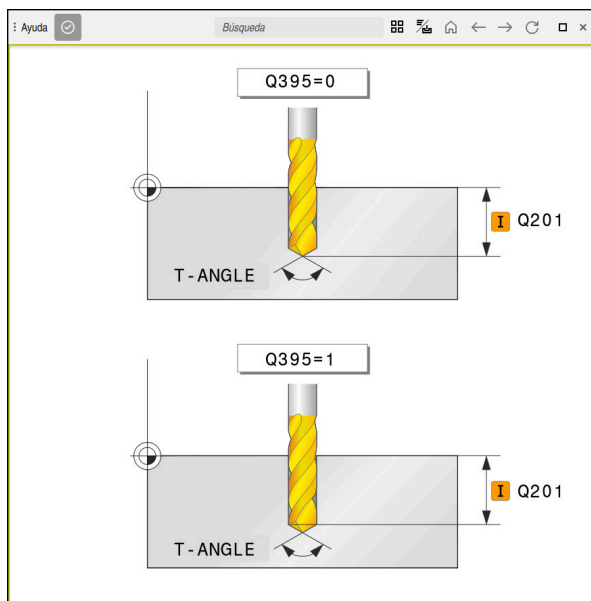 Ayuda
Búsqueda
Q395=0
I Q201
T-ANGLE
Q395=1
I Q201
T-ANGLE